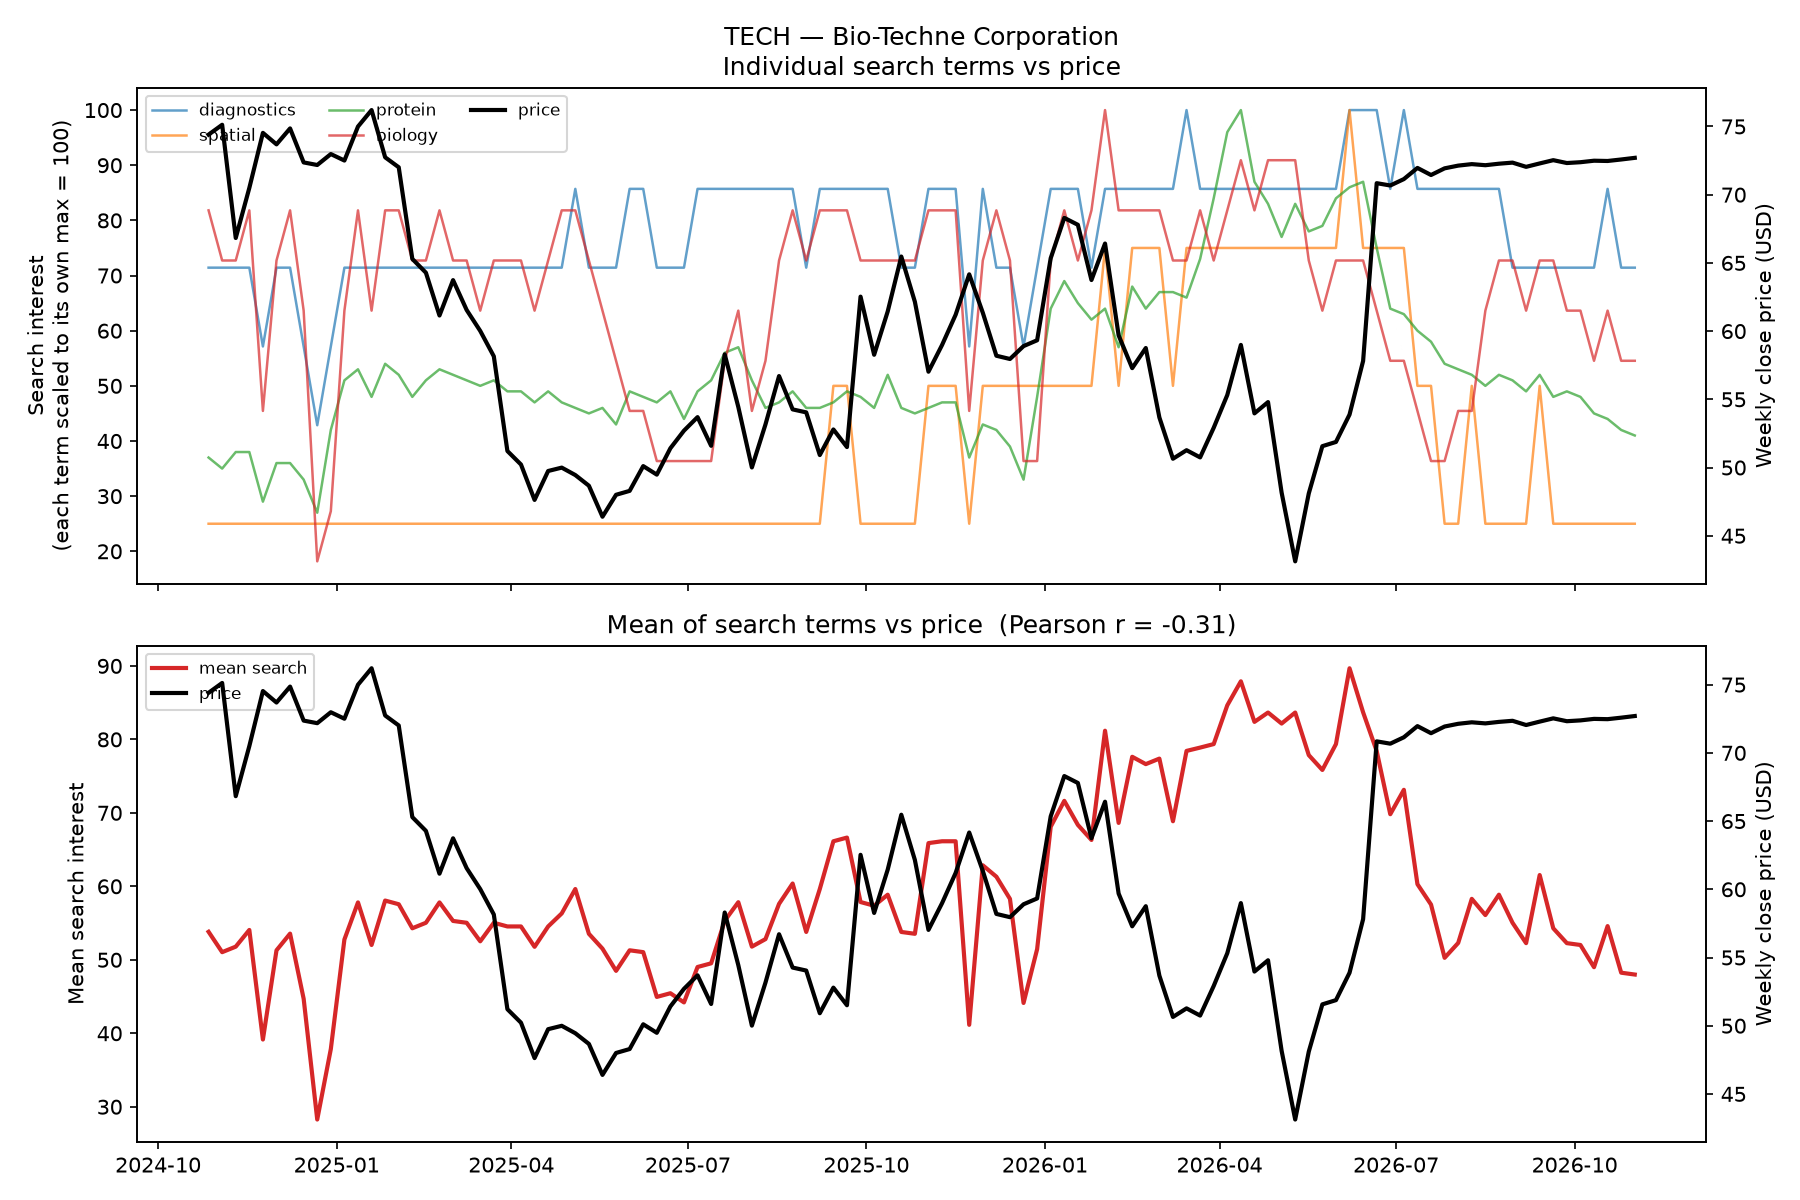 TECH — Bio-Techne Corporation
Individual search terms vs price
diagnostics
spatial
protein
biology
price
Search interest
(each term scaled to its own max = 100)
100
90
80
70
60
50
40
30
20
75
70
65
60
55
50
45
Weekly close price (USD)
Mean of search terms vs price (Pearson r = -0.31)
mean search
price
Mean search interest
90
80
70
60
50
40
30
75
70
65
60
55
50
45
Weekly close price (USD)
2024-10
2025-01
2025-04
2025-07
2025-10
2026-01
2026-04
2026-07
2026-10